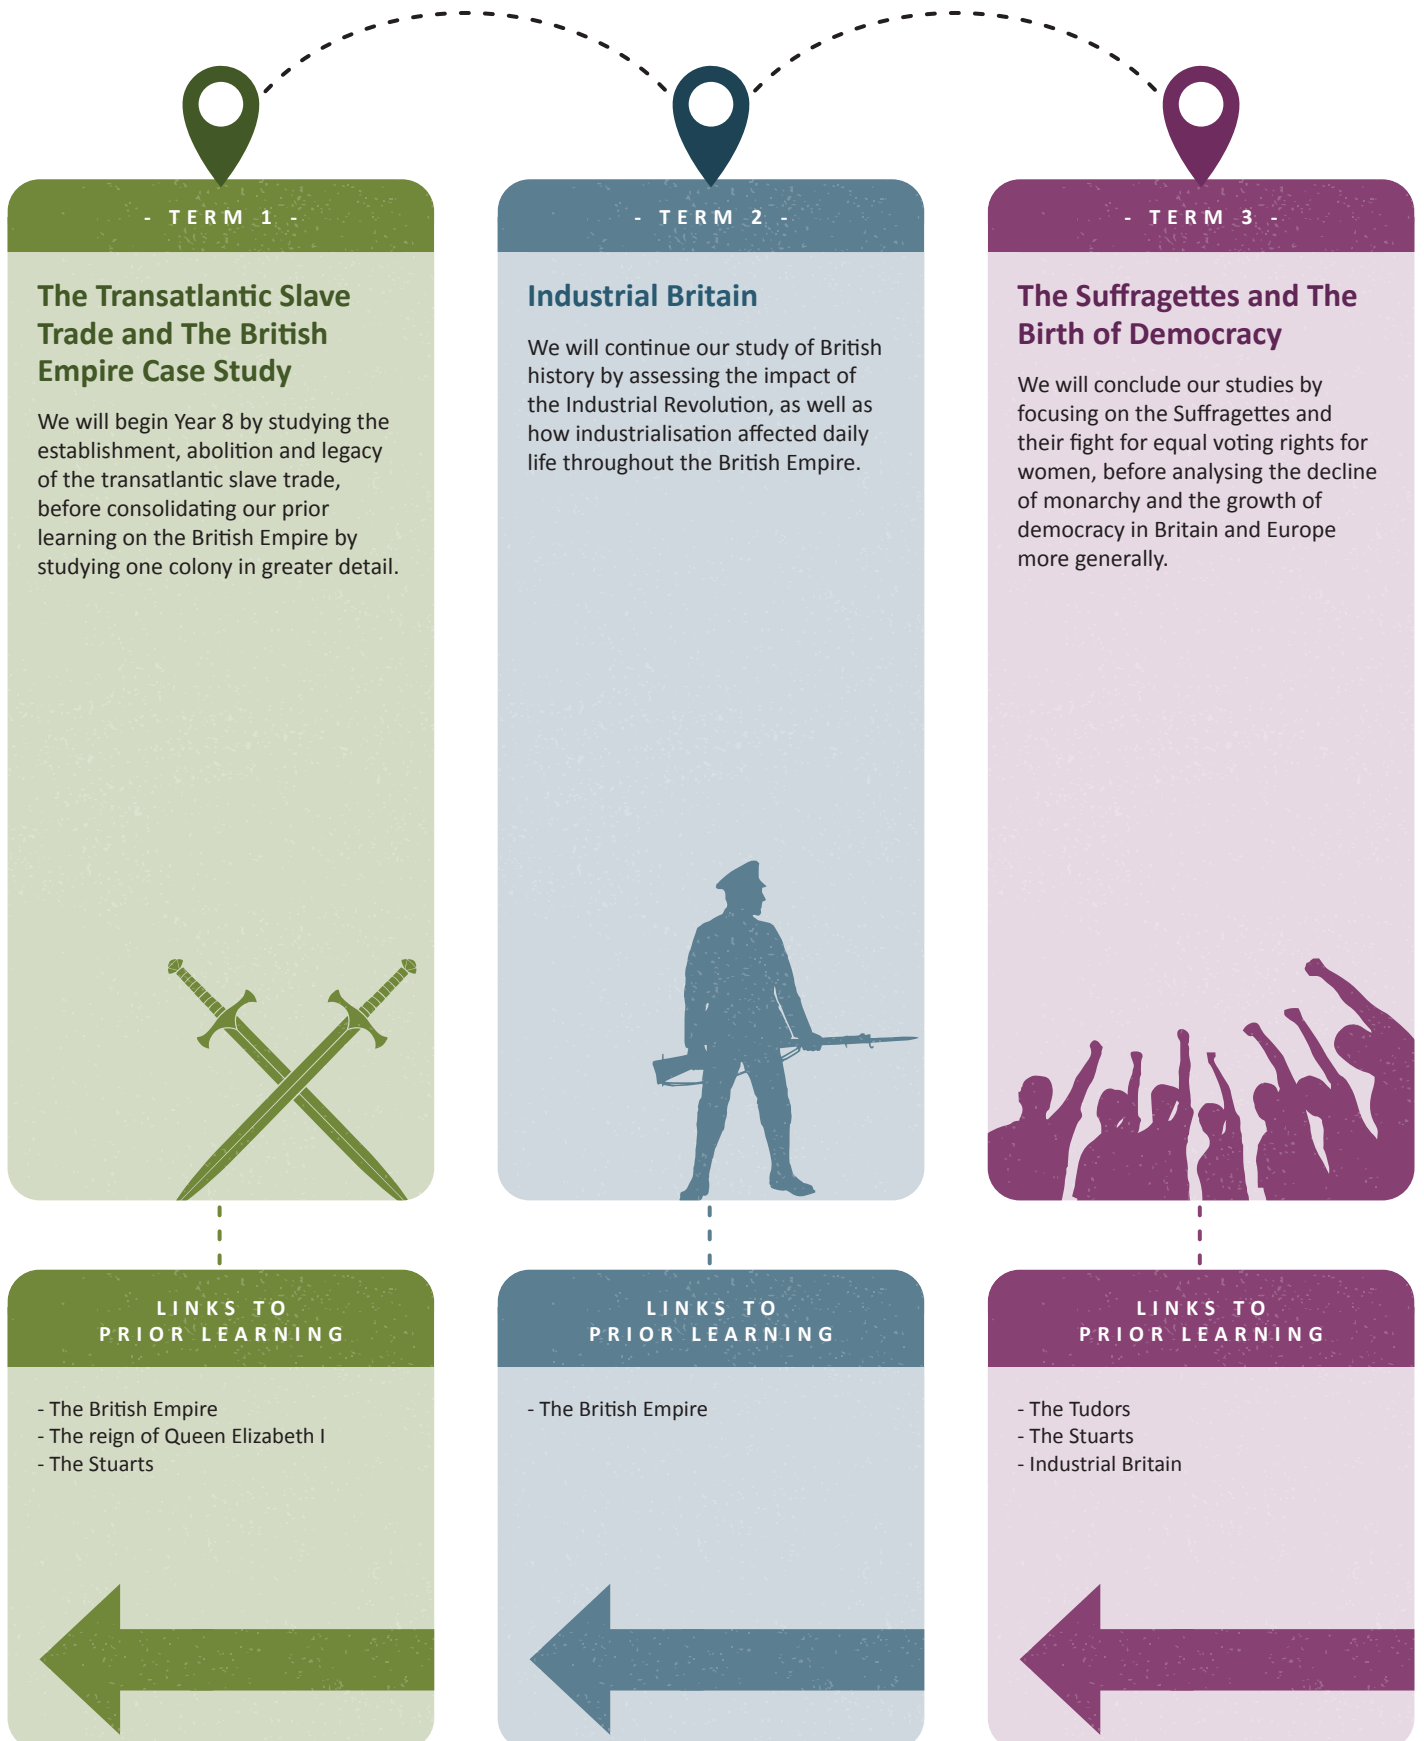 - TERM 1 -
The Transatlantic Slave
Trade and The British
Empire Case Study
We will begin Year 8 by studying the
establishment, abolition and legacy
of the transatlantic slave trade,
before consolidating our prior
learning on the British Empire by
studying one colony in greater detail.
- TERM 2 -
Industrial Britain
We will continue our study of British
history by assessing the impact of
the Industrial Revolution, as well as
how industrialisation affected daily
life throughout the British Empire.
- TERM 3 -
The Suffragettes and The
Birth of Democracy
We will conclude our studies by
focusing on the Suffragettes and
their fight for equal voting rights for
women, before analysing the decline
of monarchy and the growth of
democracy in Britain and Europe
more generally.
LINKS TO
PRIOR LEARNING
- The British Empire
- The reign of Queen Elizabeth I
- The Stuarts
LINKS TO
PRIOR LEARNING
- The British Empire
LINKS TO
PRIOR LEARNING
- The Tudors
- The Stuarts
- Industrial Britain